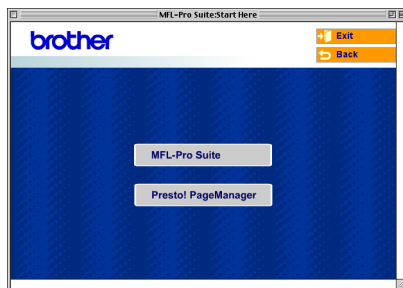 MFL-Pro Suite:Start Here
brother
Exit
Back
MFL-Pro Suite
Presto! PageManager